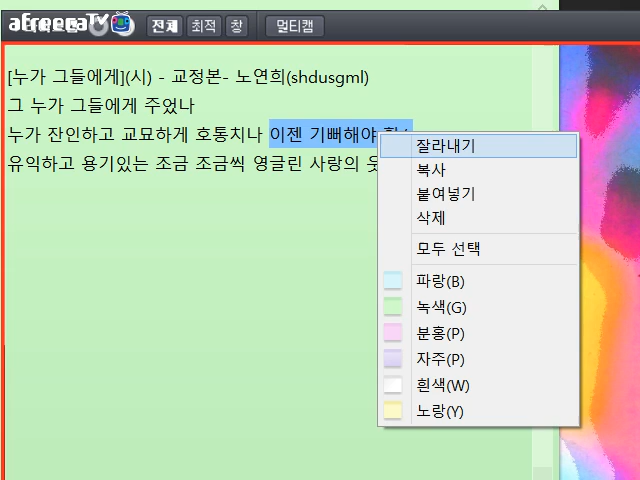 afreecaTV
전체 최적 창 멀티캠
[누가 그들에게](시) - 교정본- 노연희(shdusgml)
그 누가 그들에게 주었나
누가 잔인하고 교묘하게 호통치나 이젠 기뻐해야
유익하고 용기있는 조금 조금씩 영글린 사랑의
잘라내기
복사
붙여넣기
삭제
모두 선택
파랑(B)
녹색(G)
분홍(P)
자주(P)
흰색(W)
노랑(Y)